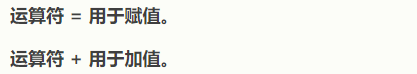 运算符 = 用于赋值。
运算符 + 用于加值。